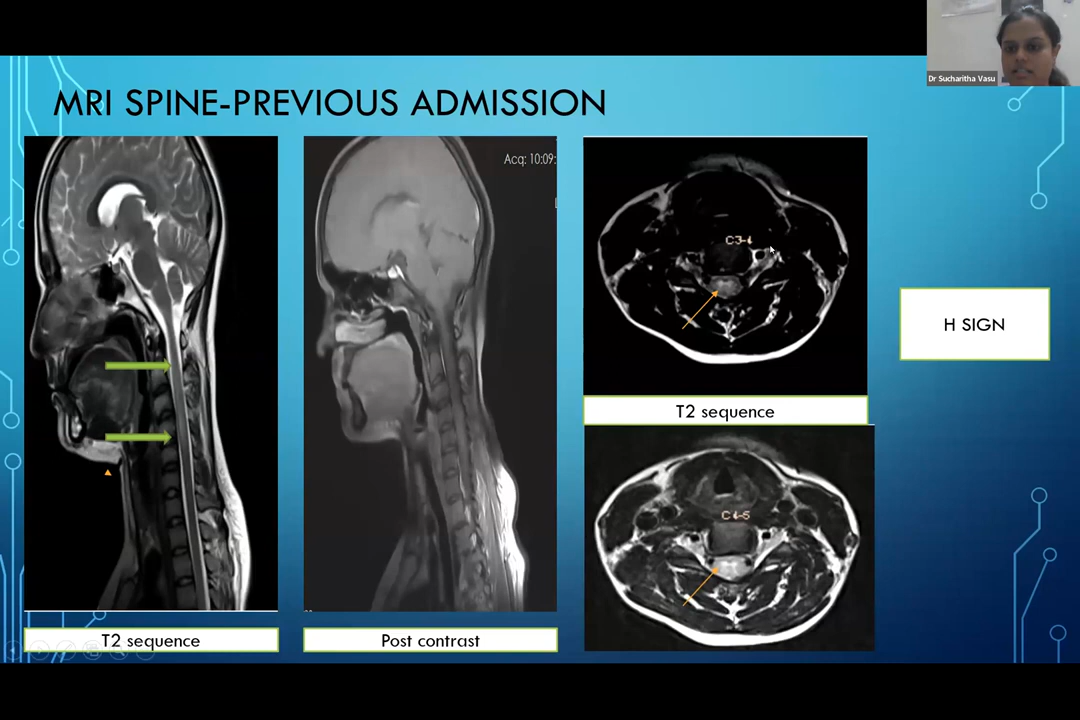 Dr Sucharitha Vasu
MRI SPINE-PREVIOUS ADMISSION
Acq: 10:09:
C3-4
H SIGN
T2 sequence
C4-5
T2 sequence
Post contrast